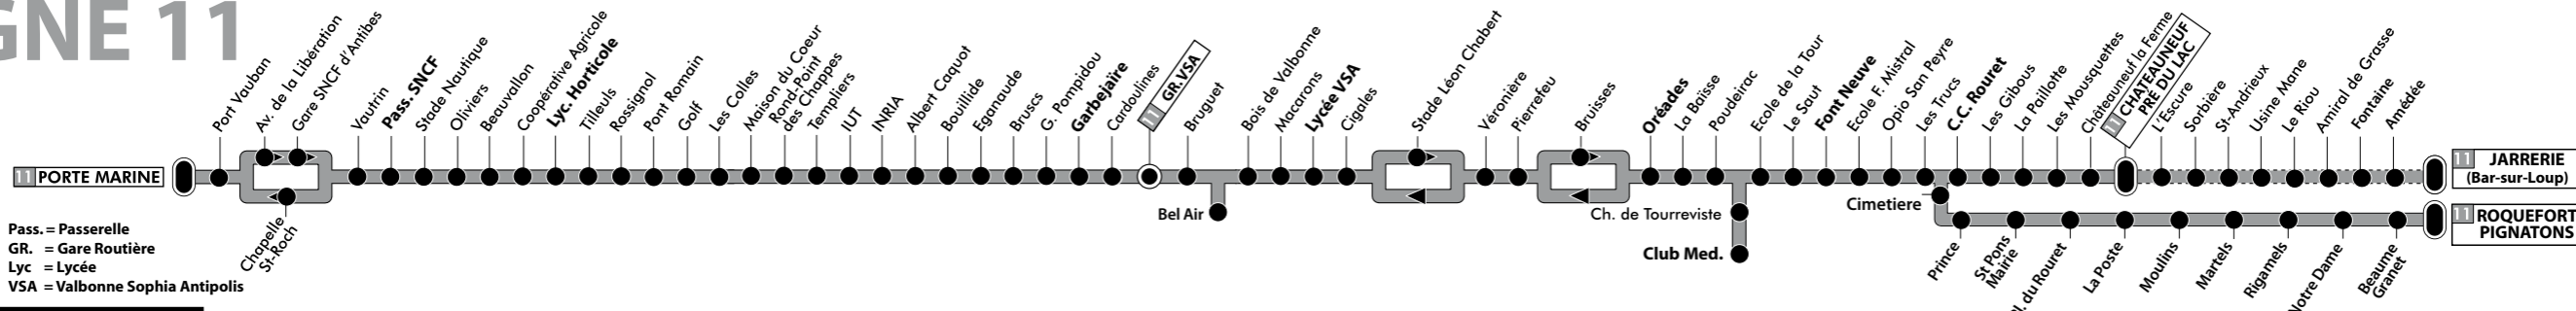 GNE 11
11 PORTE MARINE
Port Vauban
Av. de la Libération
Gare SNCF d'Antibes
Chapelle
St-Roch
Vautrin
Pass. SNCF
Stade Nautique
Oliviers
Beauvallon
Coopérative Agricole
Lyc. Horticole
Tilleuls
Rossignol
Pont Romain
Golf
Les Colles
Maison du Coeur
Rond-Point
des Chappes
Templiers
IUT
INRIA
Albert Caquot
Bouillide
Eganaude
Bruscs
G. Pompidou
Garbejaire
Cardoulines
11 GR. VSA
Bruguet
Bel Air
Bois de Valbonne
Macarons
Lycée VSA
Cigales
Stade Léon Chabert
Véronière
Pierrefeu
Bruisses
Oréades
La Baïsse
Poudeirac
Ch. de Tourreviste
Club Med.
Ecole de la Tour
Le Saut
Font Neuve
Ecole F. Mistral
Opio San Peyre
Les Trucs
C.C. Rouret
Les Gibous
La Paillotte
Les Mousquettes
Châteauneuf la Ferme
11 CHATEAUNEUF
PRE DU LAC
L'Escure
Sorbière
St-Andrieux
Usine Mane
Le Riou
Amiral de Grasse
Fontaine
Amédée
11 JARRERIE
(Bar-sur-Loup)
Cimetiere
Prince
St Pons
Mairie
du Rouret
La Poste
Moulins
Martels
Rigamels
Notre Dame
Beaume
Granet
11 ROQUEFORT
PIGNATONS
Pass. = Passerelle
GR. = Gare Routière
Lyc = Lycée
VSA = Valbonne Sophia Antipolis